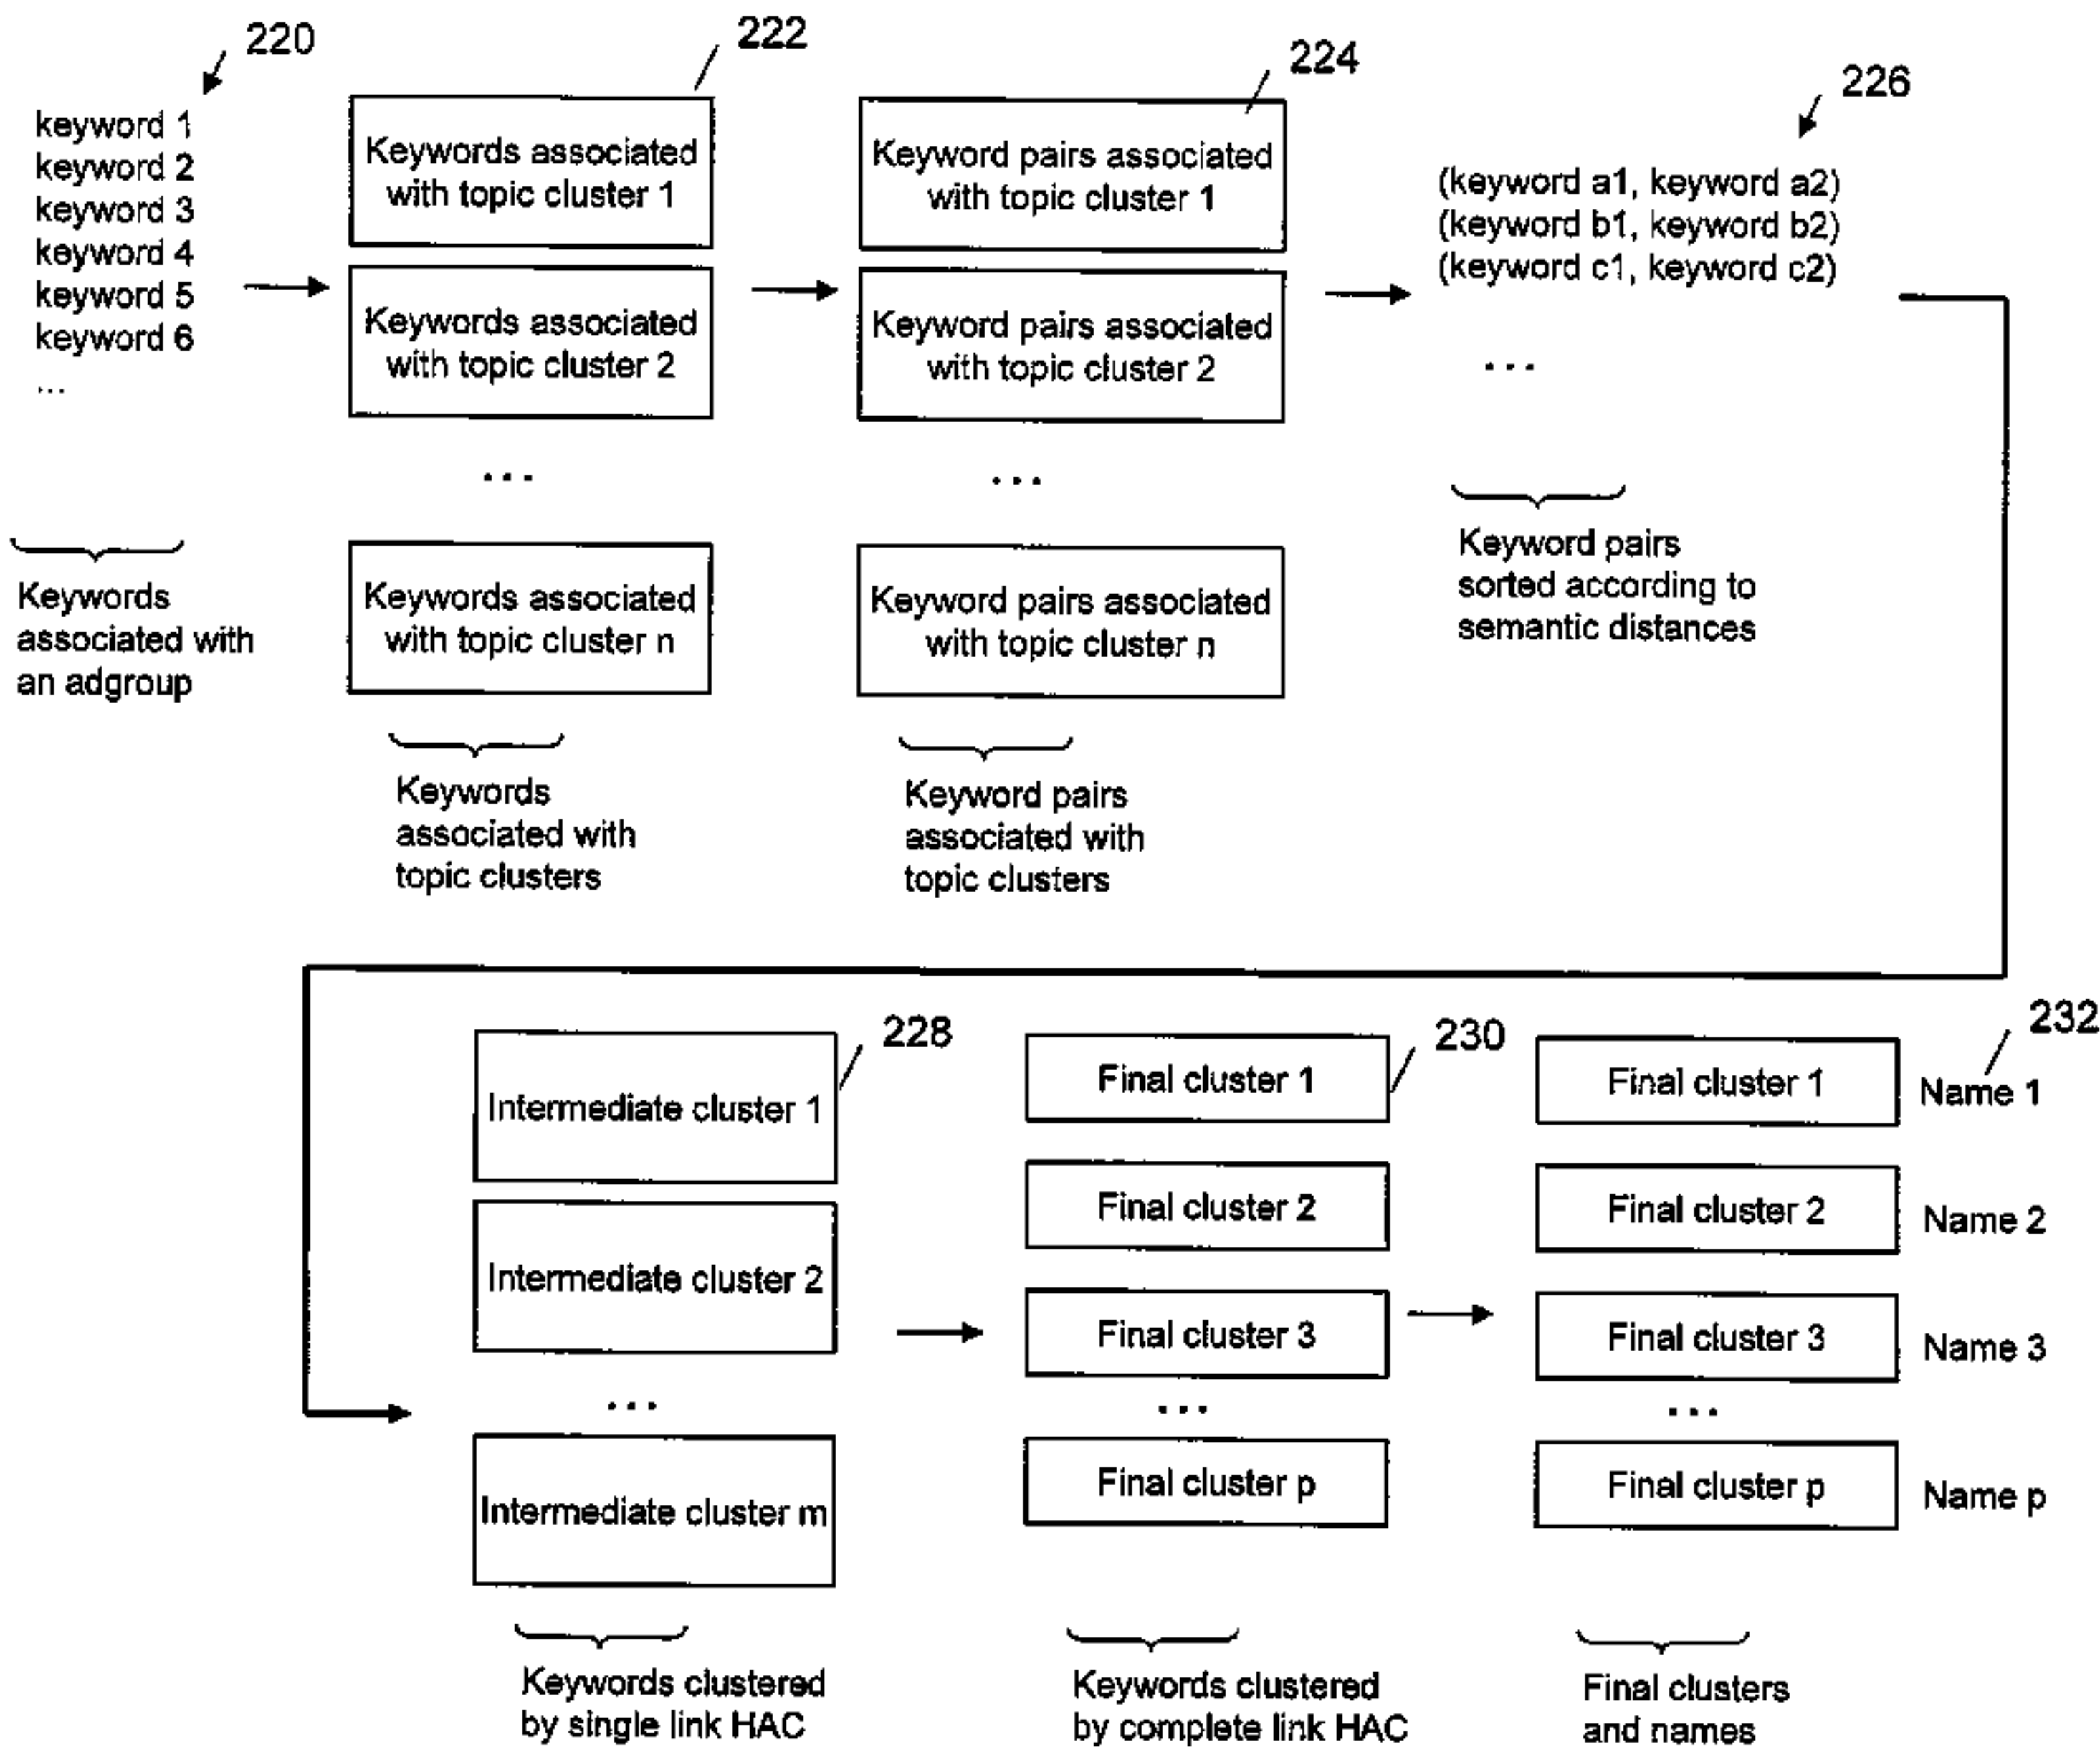 220
222
224
226
keyword 1
keyword 2
keyword 3
keyword 4
keyword 5
keyword 6
...
Keywords
associated with
an adgroup
Keywords associated
with topic cluster 1
Keywords associated
with topic cluster 2
...
Keywords associated
with topic cluster n
Keywords
associated with
topic clusters
Keyword pairs associated
with topic cluster 1
Keyword pairs associated
with topic cluster 2
...
Keyword pairs associated
with topic cluster n
Keyword pairs
associated with
topic clusters
(keyword a1, keyword a2)
(keyword b1, keyword b2)
(keyword c1, keyword c2)
...
Keyword pairs
sorted according to
semantic distances
228
230
232
Intermediate cluster 1
Intermediate cluster 2
...
Intermediate cluster m
Keywords clustered
by single link HAC
Final cluster 1
Final cluster 2
Final cluster 3
...
Final cluster p
Keywords clustered
by complete link HAC
Final cluster 1
Name 1
Final cluster 2
Name 2
Final cluster 3
Name 3
...
Final cluster p
Name p
Final clusters
and names